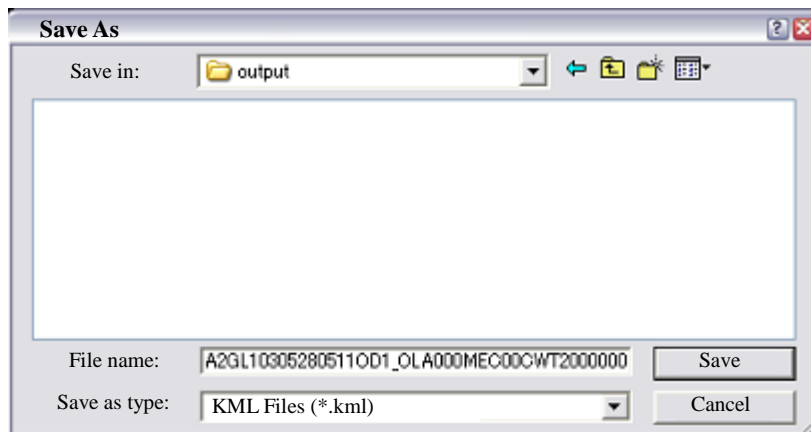 Save As
Save in: output
File name: A2GL10305280511OD1_OLA000MEC00CWT2000000 Save
Save as type: KML Files (*.kml) Cancel